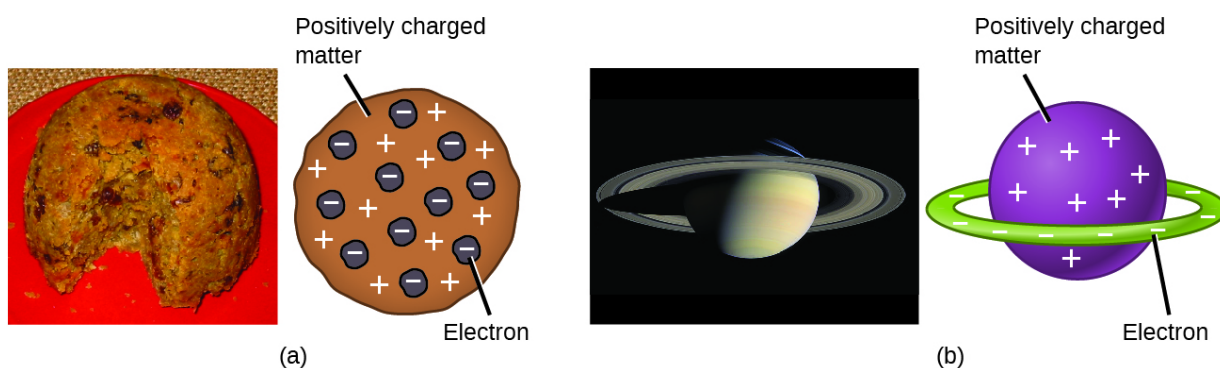 Positively charged
matter
Electron
(a)
Positively charged
matter
Electron
(b)